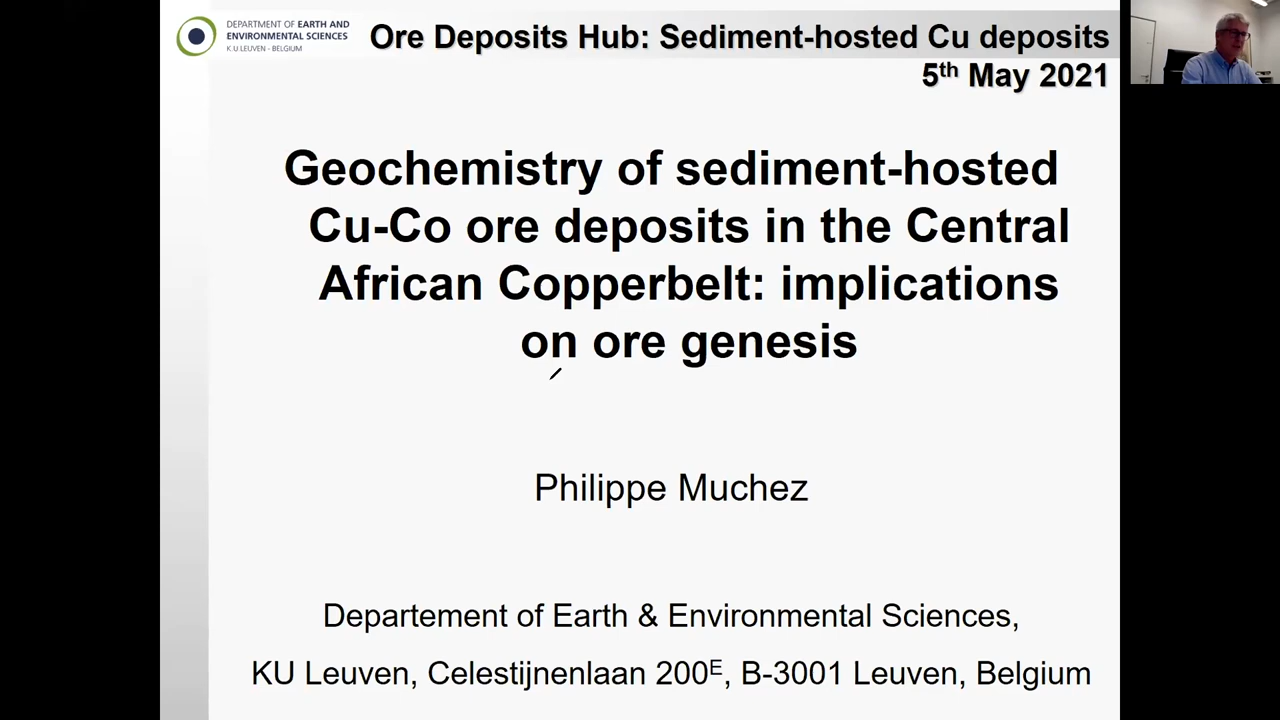 DEPARTMENT OF EARTH AND
ENVIRONMENTAL SCIENCES
K.U LEUVEN - BELGIUM
Ore Deposits Hub: Sediment-hosted Cu deposits
5th May 2021
Geochemistry of sediment-hosted
Cu-Co ore deposits in the Central
African Copperbelt: implications
on ore genesis
Philippe Muchez
Departement of Earth & Environmental Sciences,
KU Leuven, Celestijnenlaan 200E, B-3001 Leuven, Belgium